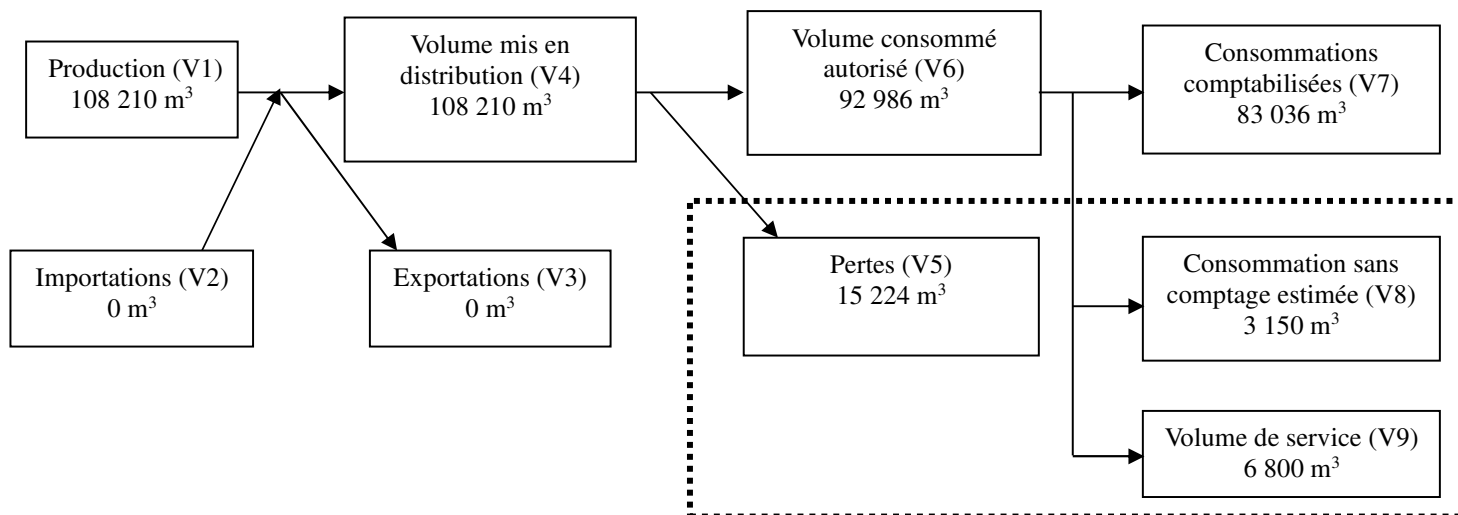 Production (V1)
108 210 m³
Volume mis en
distribution (V4)
108 210 m³
Volume consommé
autorisé (V6)
92 986 m³
Consommations
comptabilisées (V7)
83 036 m³
Importations (V2)
0 m³
Exportations (V3)
0 m³
Pertes (V5)
15 224 m³
Consommation sans
comptage estimée (V8)
3 150 m³
Volume de service (V9)
6 800 m³